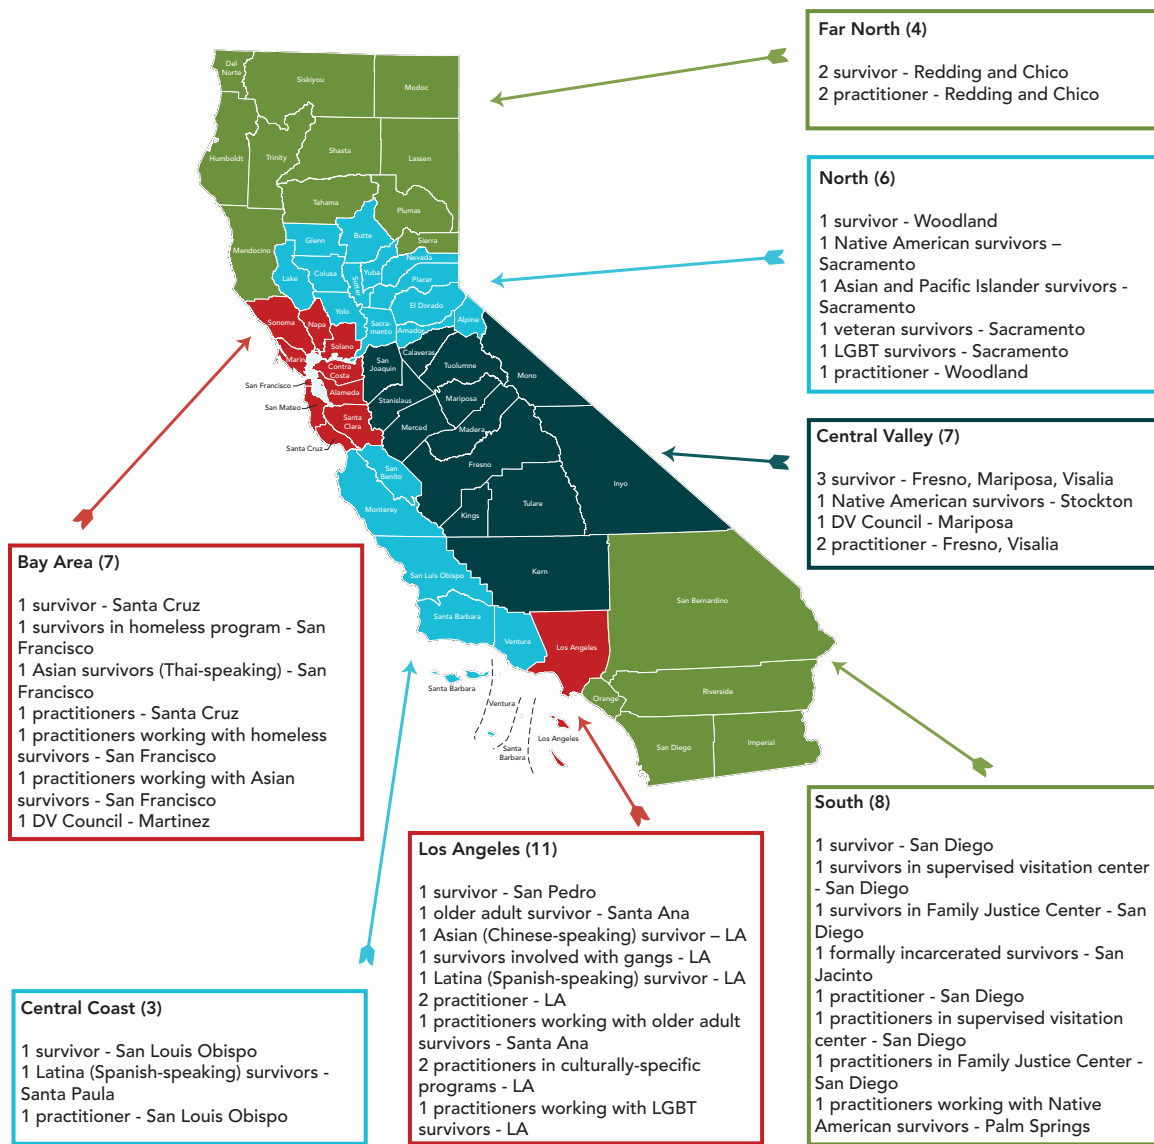 Far North (4)
2 survivor - Redding and Chico
2 practitioner - Redding and Chico
North (6)
1 survivor - Woodland
1 Native American survivors –
Sacramento
1 Asian and Pacific Islander survivors -
Sacramento
1 veteran survivors - Sacramento
1 LGBT survivors - Sacramento
1 practitioner - Woodland
Central Valley (7)
3 survivor - Fresno, Mariposa, Visalia
1 Native American survivors - Stockton
1 DV Council - Mariposa
2 practitioner - Fresno, Visalia
Bay Area (7)
1 survivor - Santa Cruz
1 survivors in homeless program - San
Francisco
1 Asian survivors (Thai-speaking) - San
Francisco
1 practitioners - Santa Cruz
1 practitioners working with homeless
survivors - San Francisco
1 practitioners working with Asian
survivors - San Francisco
1 DV Council - Martinez
Los Angeles (11)
1 survivor - San Pedro
1 older adult survivor - Santa Ana
1 Asian (Chinese-speaking) survivor – LA
1 survivors involved with gangs - LA
1 Latina (Spanish-speaking) survivor - LA
2 practitioner - LA
1 practitioners working with older adult
survivors - Santa Ana
2 practitioners in culturally-specific
programs - LA
1 practitioners working with LGBT
survivors - LA
South (8)
1 survivor - San Diego
1 survivors in supervised visitation center
- San Diego
1 survivors in Family Justice Center - San
Diego
1 formally incarcerated survivors - San
Jacinto
1 practitioner - San Diego
1 practitioners in supervised visitation
center - San Diego
1 practitioners in Family Justice Center -
San Diego
1 practitioners working with Native
American survivors - Palm Springs
Central Coast (3)
1 survivor - San Louis Obispo
1 Latina (Spanish-speaking) survivors -
Santa Paula
1 practitioner - San Louis Obispo
Del
Norte
Siskiyou
Modoc
Humboldt
Trinity
Shasta
Lassen
Tehama
Plumas
Mendocino
Glenn
Butte
Sierra
Nevada
Lake
Colusa
Sutter
Yuba
Placer
Yolo
El Dorado
Sonoma
Napa
Sacra-
mento
Amador
Alpine
Solano
Marin
Contra
Costa
San
Joaquin
Calaveras
Tuolumne
Mono
San Francisco
Alameda
Stanislaus
Mariposa
San Mateo
Santa
Clara
Merced
Madera
Santa Cruz
San
Benito
Fresno
Inyo
Monterey
Kings
Tulare
San Luis Obispo
Kern
San Bernardino
Santa Barbara
Ventura
Los Angeles
Santa Barbara
Ventura
Orange
Riverside
Los Angeles
Santa
Barbara
San Diego
Imperial